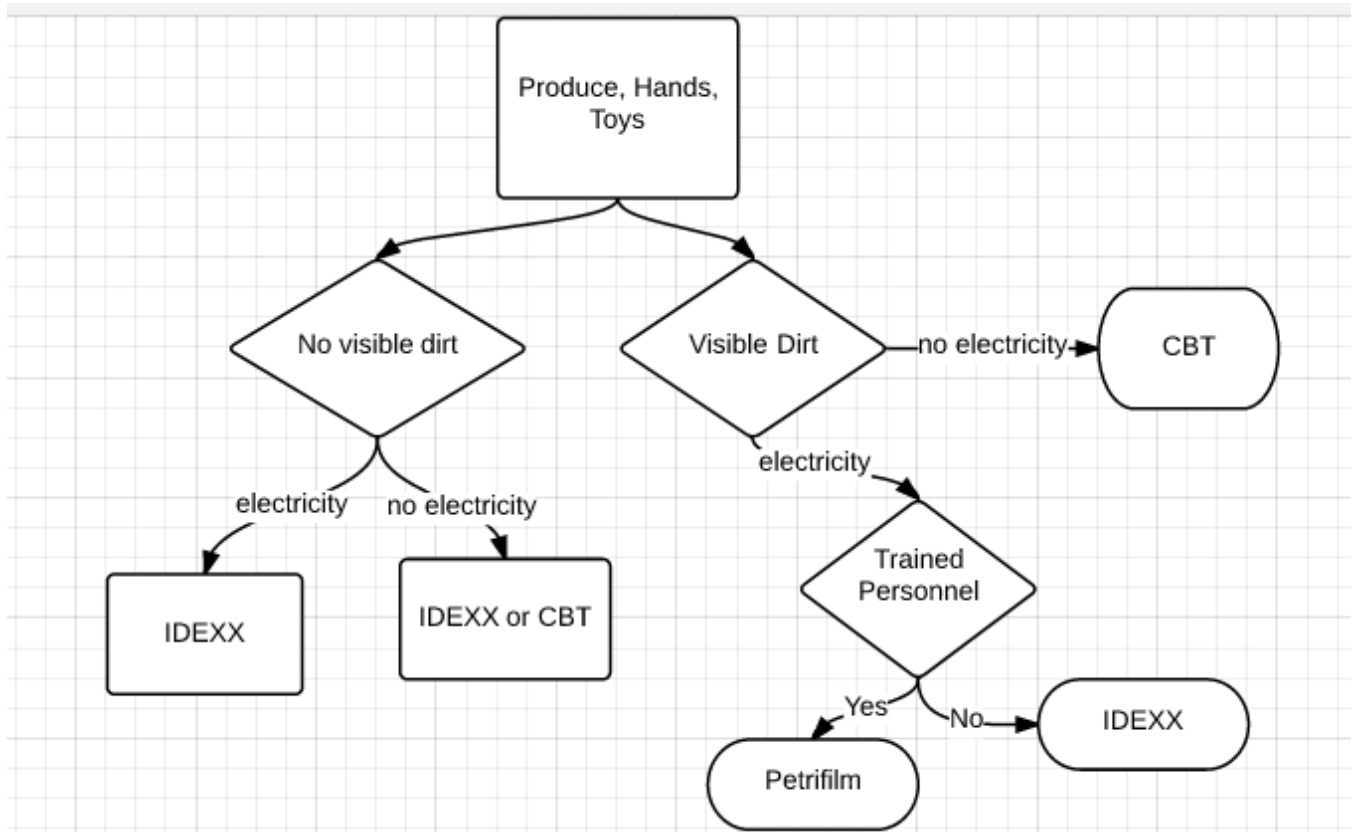 Produce, Hands,
Toys
No visible dirt
Visible Dirt
no electricity
CBT
electricity
electricity
no electricity
Trained
Personnel
IDEXX
IDEXX or CBT
Yes
No
IDEXX
Petrifilm